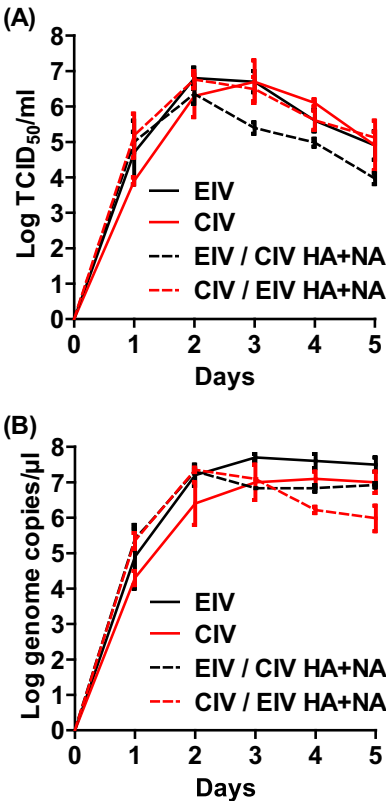 (A)
Log TCID50/ml
8
7
6
5
4
3
2
1
0
EIV
CIV
EIV / CIV HA+NA
CIV / EIV HA+NA
0 1 2 3 4 5
Days
(B)
Log genome copies/µl
8
7
6
5
4
3
2
1
0
EIV
CIV
EIV / CIV HA+NA
CIV / EIV HA+NA
0 1 2 3 4 5
Days